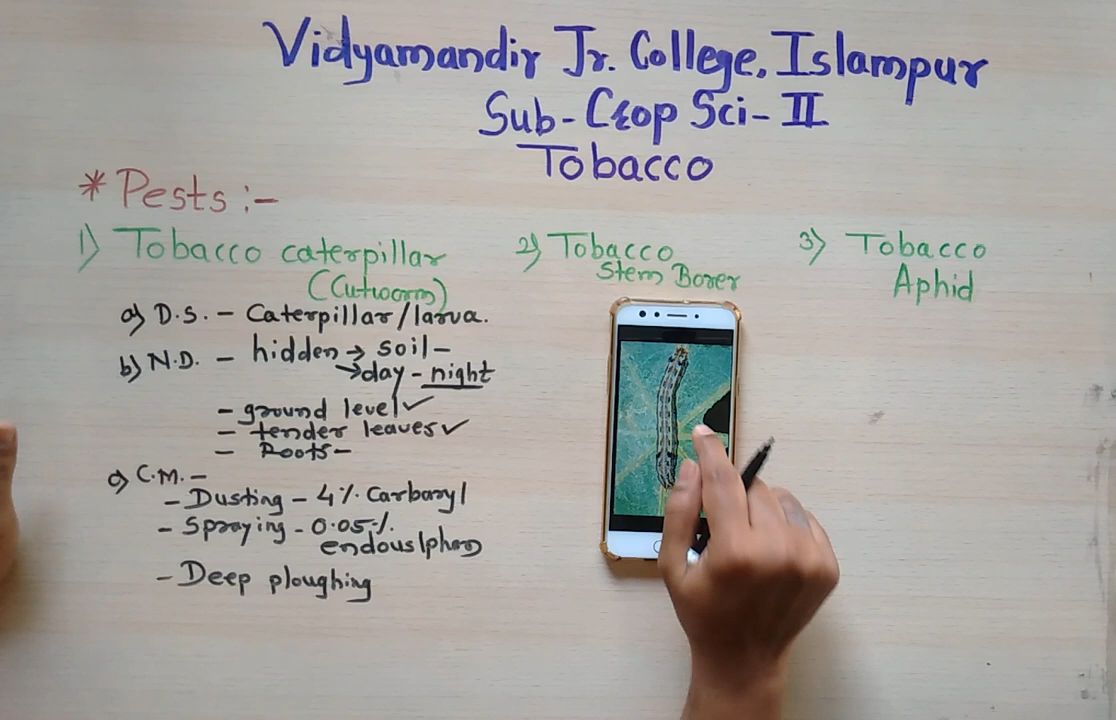 Vidyamandir Jr. College, Islampur
Sub- Crop Sci- II
Tobacco
* Pests :-
1) Tobacco caterpillar
(Cutworm)
a) D.S. - Caterpillar/larva.
b) N.D. - hidden → soil -
→ day - night
- ground level ✓
- tender leaves ✓
- Roots -
c) C.M. -
- Dusting - 4%. Carbaryl
- Spraying - 0.05%.
endouslphan
- Deep ploughing
2) Tobacco
Stem Borer
3) Tobacco
Aphid